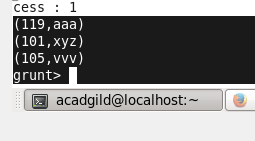 cess : 1
(119,aaa)
(101,xyz)
(105,vvv)
grunt>
acadgild@localhost:~